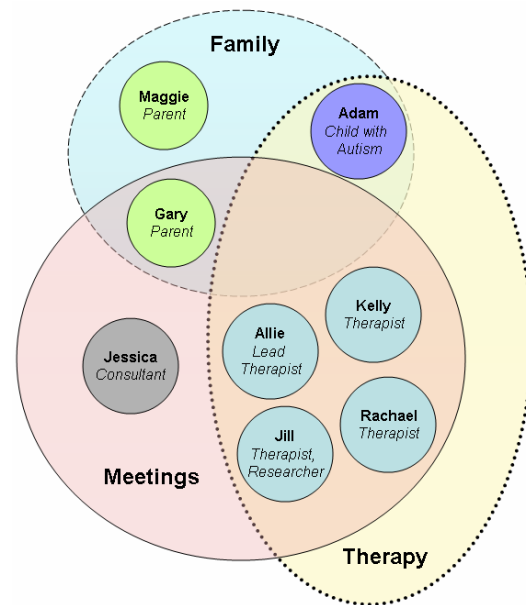 Family
Maggie
Parent
Adam
Child with
Autism
Gary
Parent
Kelly
Therapist
Allie
Lead
Therapist
Jessica
Consultant
Rachael
Therapist
Jill
Therapist,
Researcher
Meetings
Therapy